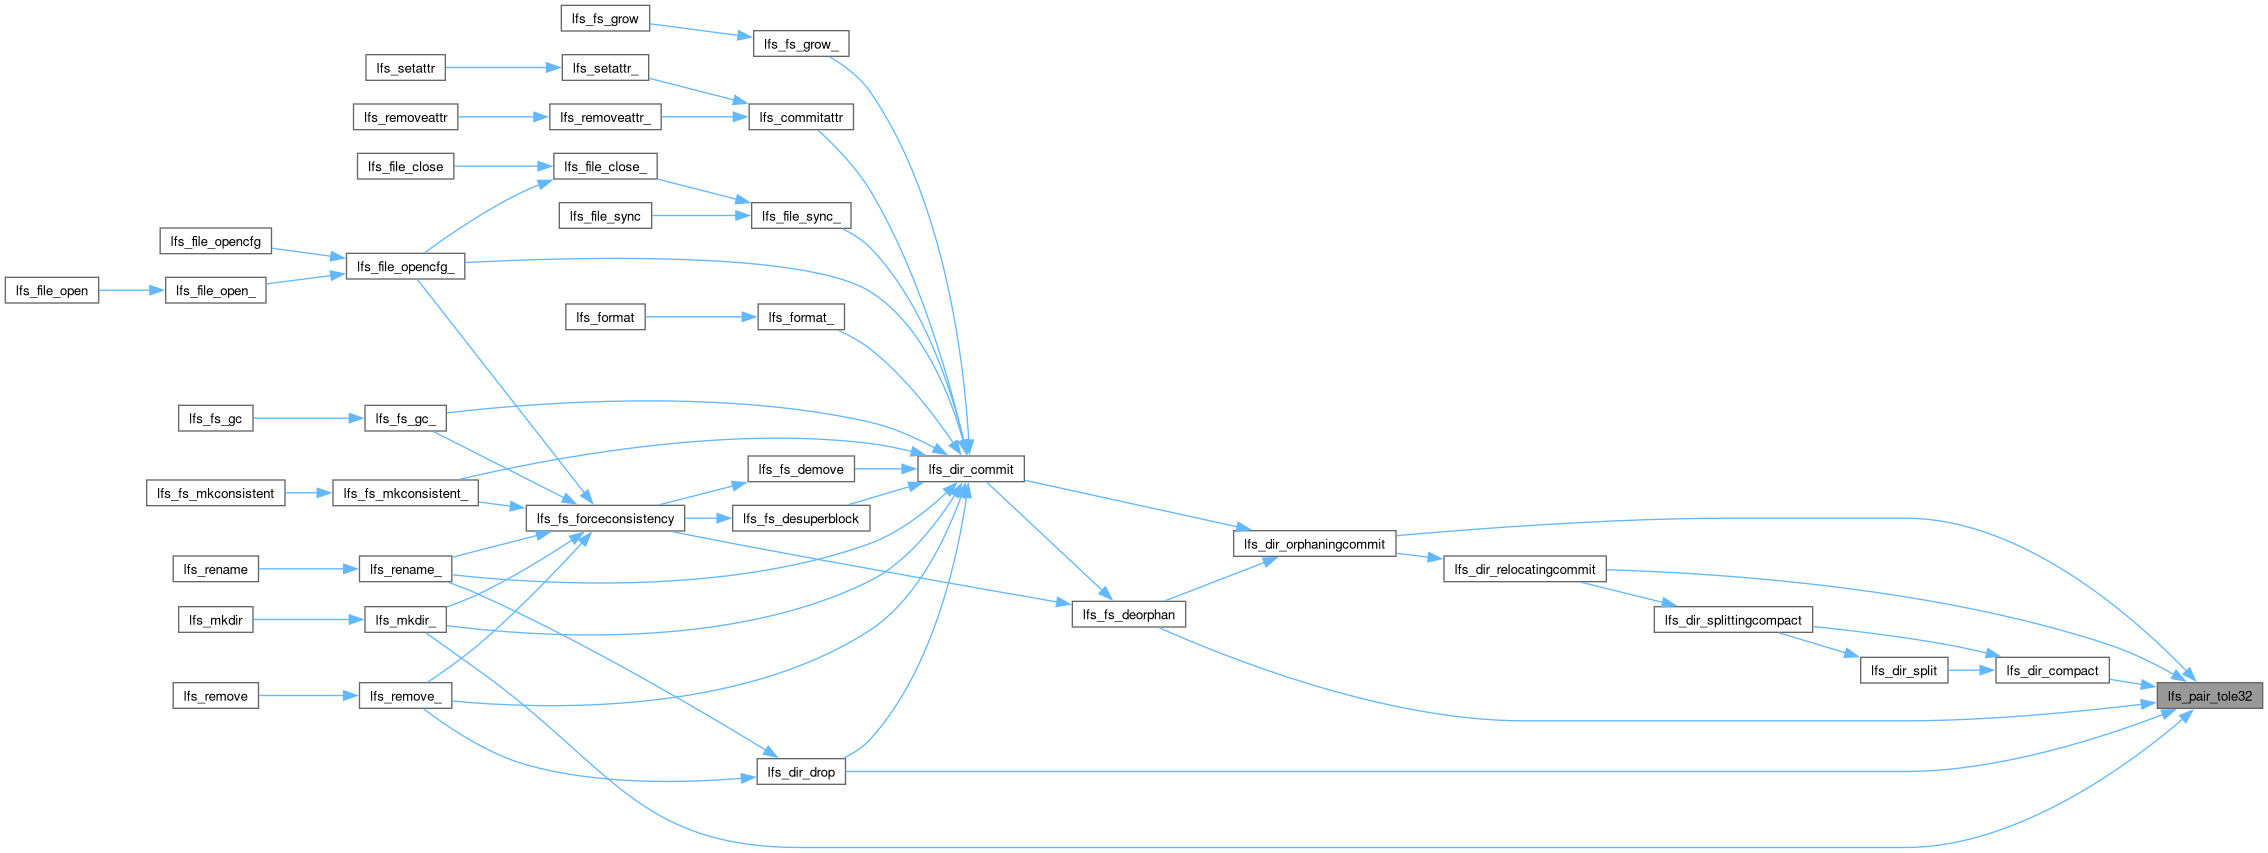 lfs_fs_grow
lfs_fs_grow_
lfs_setattr
lfs_setattr_
lfs_removeattr
lfs_removeattr_
lfs_commitattr
lfs_file_close
lfs_file_close_
lfs_file_sync
lfs_file_sync_
lfs_file_opencfg
lfs_file_opencfg_
lfs_file_open
lfs_file_open_
lfs_format
lfs_format_
lfs_fs_gc
lfs_fs_gc_
lfs_fs_demove
lfs_dir_commit
lfs_fs_mkconsistent
lfs_fs_mkconsistent_
lfs_fs_forceconsistency
lfs_fs_desuperblock
lfs_dir_orphaningcommit
lfs_rename
lfs_rename_
lfs_dir_relocatingcommit
lfs_mkdir
lfs_mkdir_
lfs_fs_deorphan
lfs_dir_splittingcompact
lfs_dir_split
lfs_dir_compact
lfs_remove
lfs_remove_
lfs_pair_tole32
lfs_dir_drop